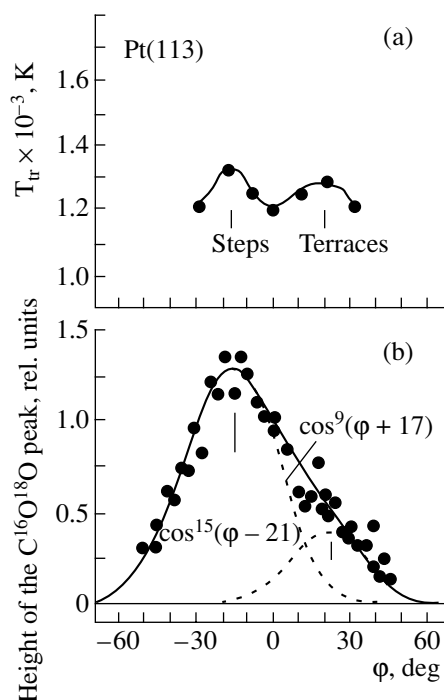 (a)
Pt(113)
T_tr × 10⁻³, K
1.8
1.6
1.4
1.2
1.0
Steps
Terraces
(b)
Height of the C¹⁶O¹⁸O peak, rel. units
1.5
1.0
0.5
0
cos⁹(φ + 17)
cos¹⁵(φ – 21)
–60
–30
0
30
60
φ, deg